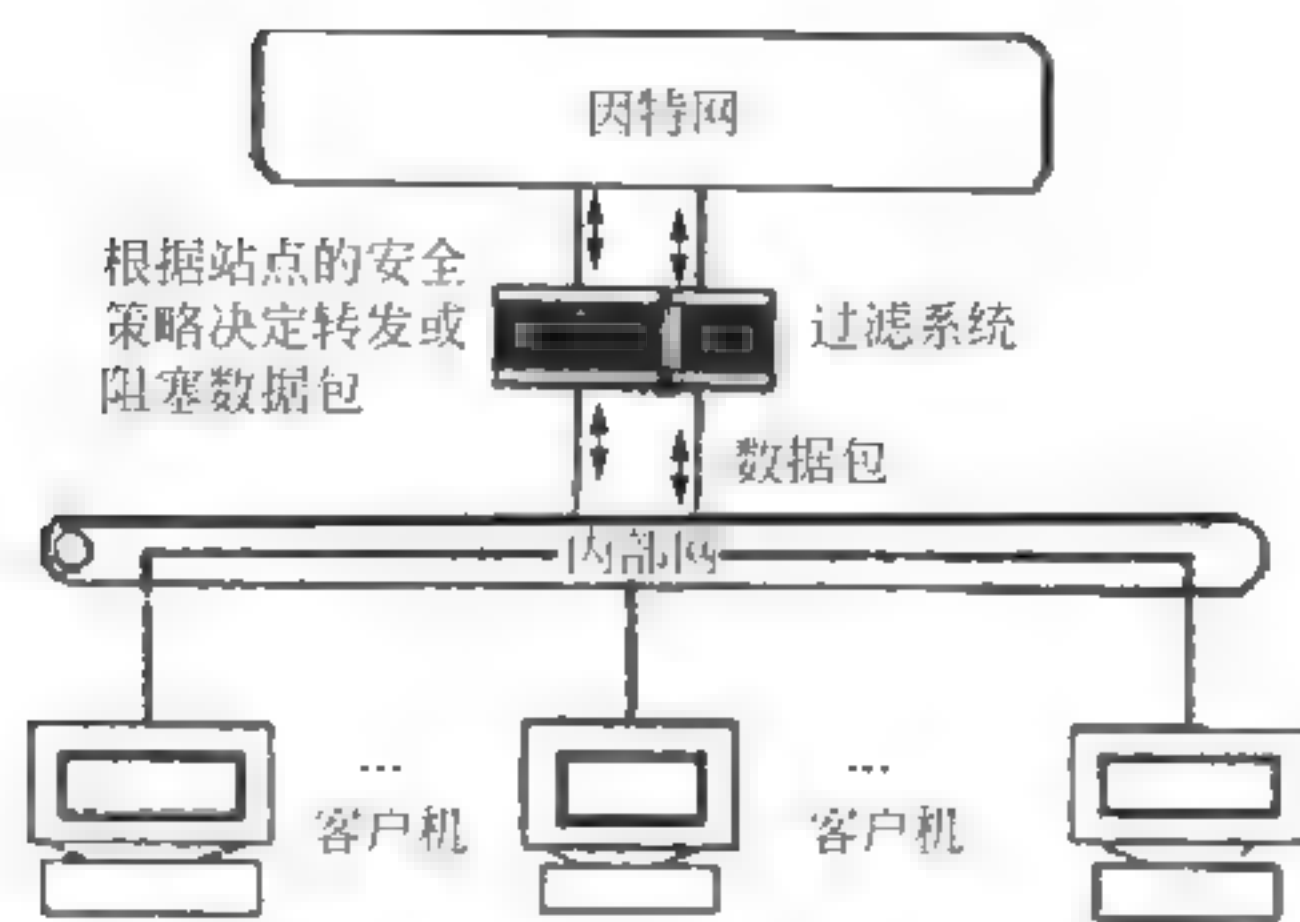 因特网
根据站点的安全
策略决定转发或
阻塞数据包
过滤系统
数据包
内部网
...
客户机
...
客户机